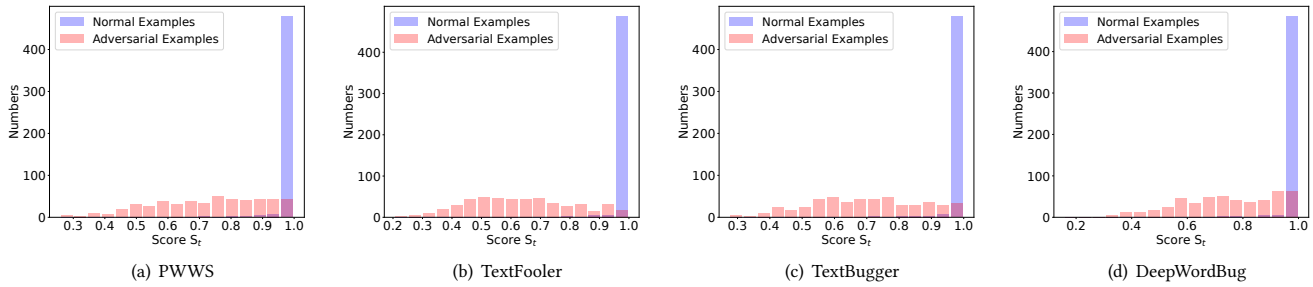 Normal Examples
Adversarial Examples
Numbers
400
300
200
100
0
0.3 0.4 0.5 0.6 0.7 0.8 0.9 1.0
Score S_t
(a) PWWS
Normal Examples
Adversarial Examples
Numbers
400
300
200
100
0
0.2 0.3 0.4 0.5 0.6 0.7 0.8 0.9 1.0
Score S_t
(b) TextFooler
Normal Examples
Adversarial Examples
Numbers
400
300
200
100
0
0.3 0.4 0.5 0.6 0.7 0.8 0.9 1.0
Score S_t
(c) TextBugger
Normal Examples
Adversarial Examples
Numbers
400
300
200
100
0
0.2 0.4 0.6 0.8 1.0
Score S_t
(d) DeepWordBug